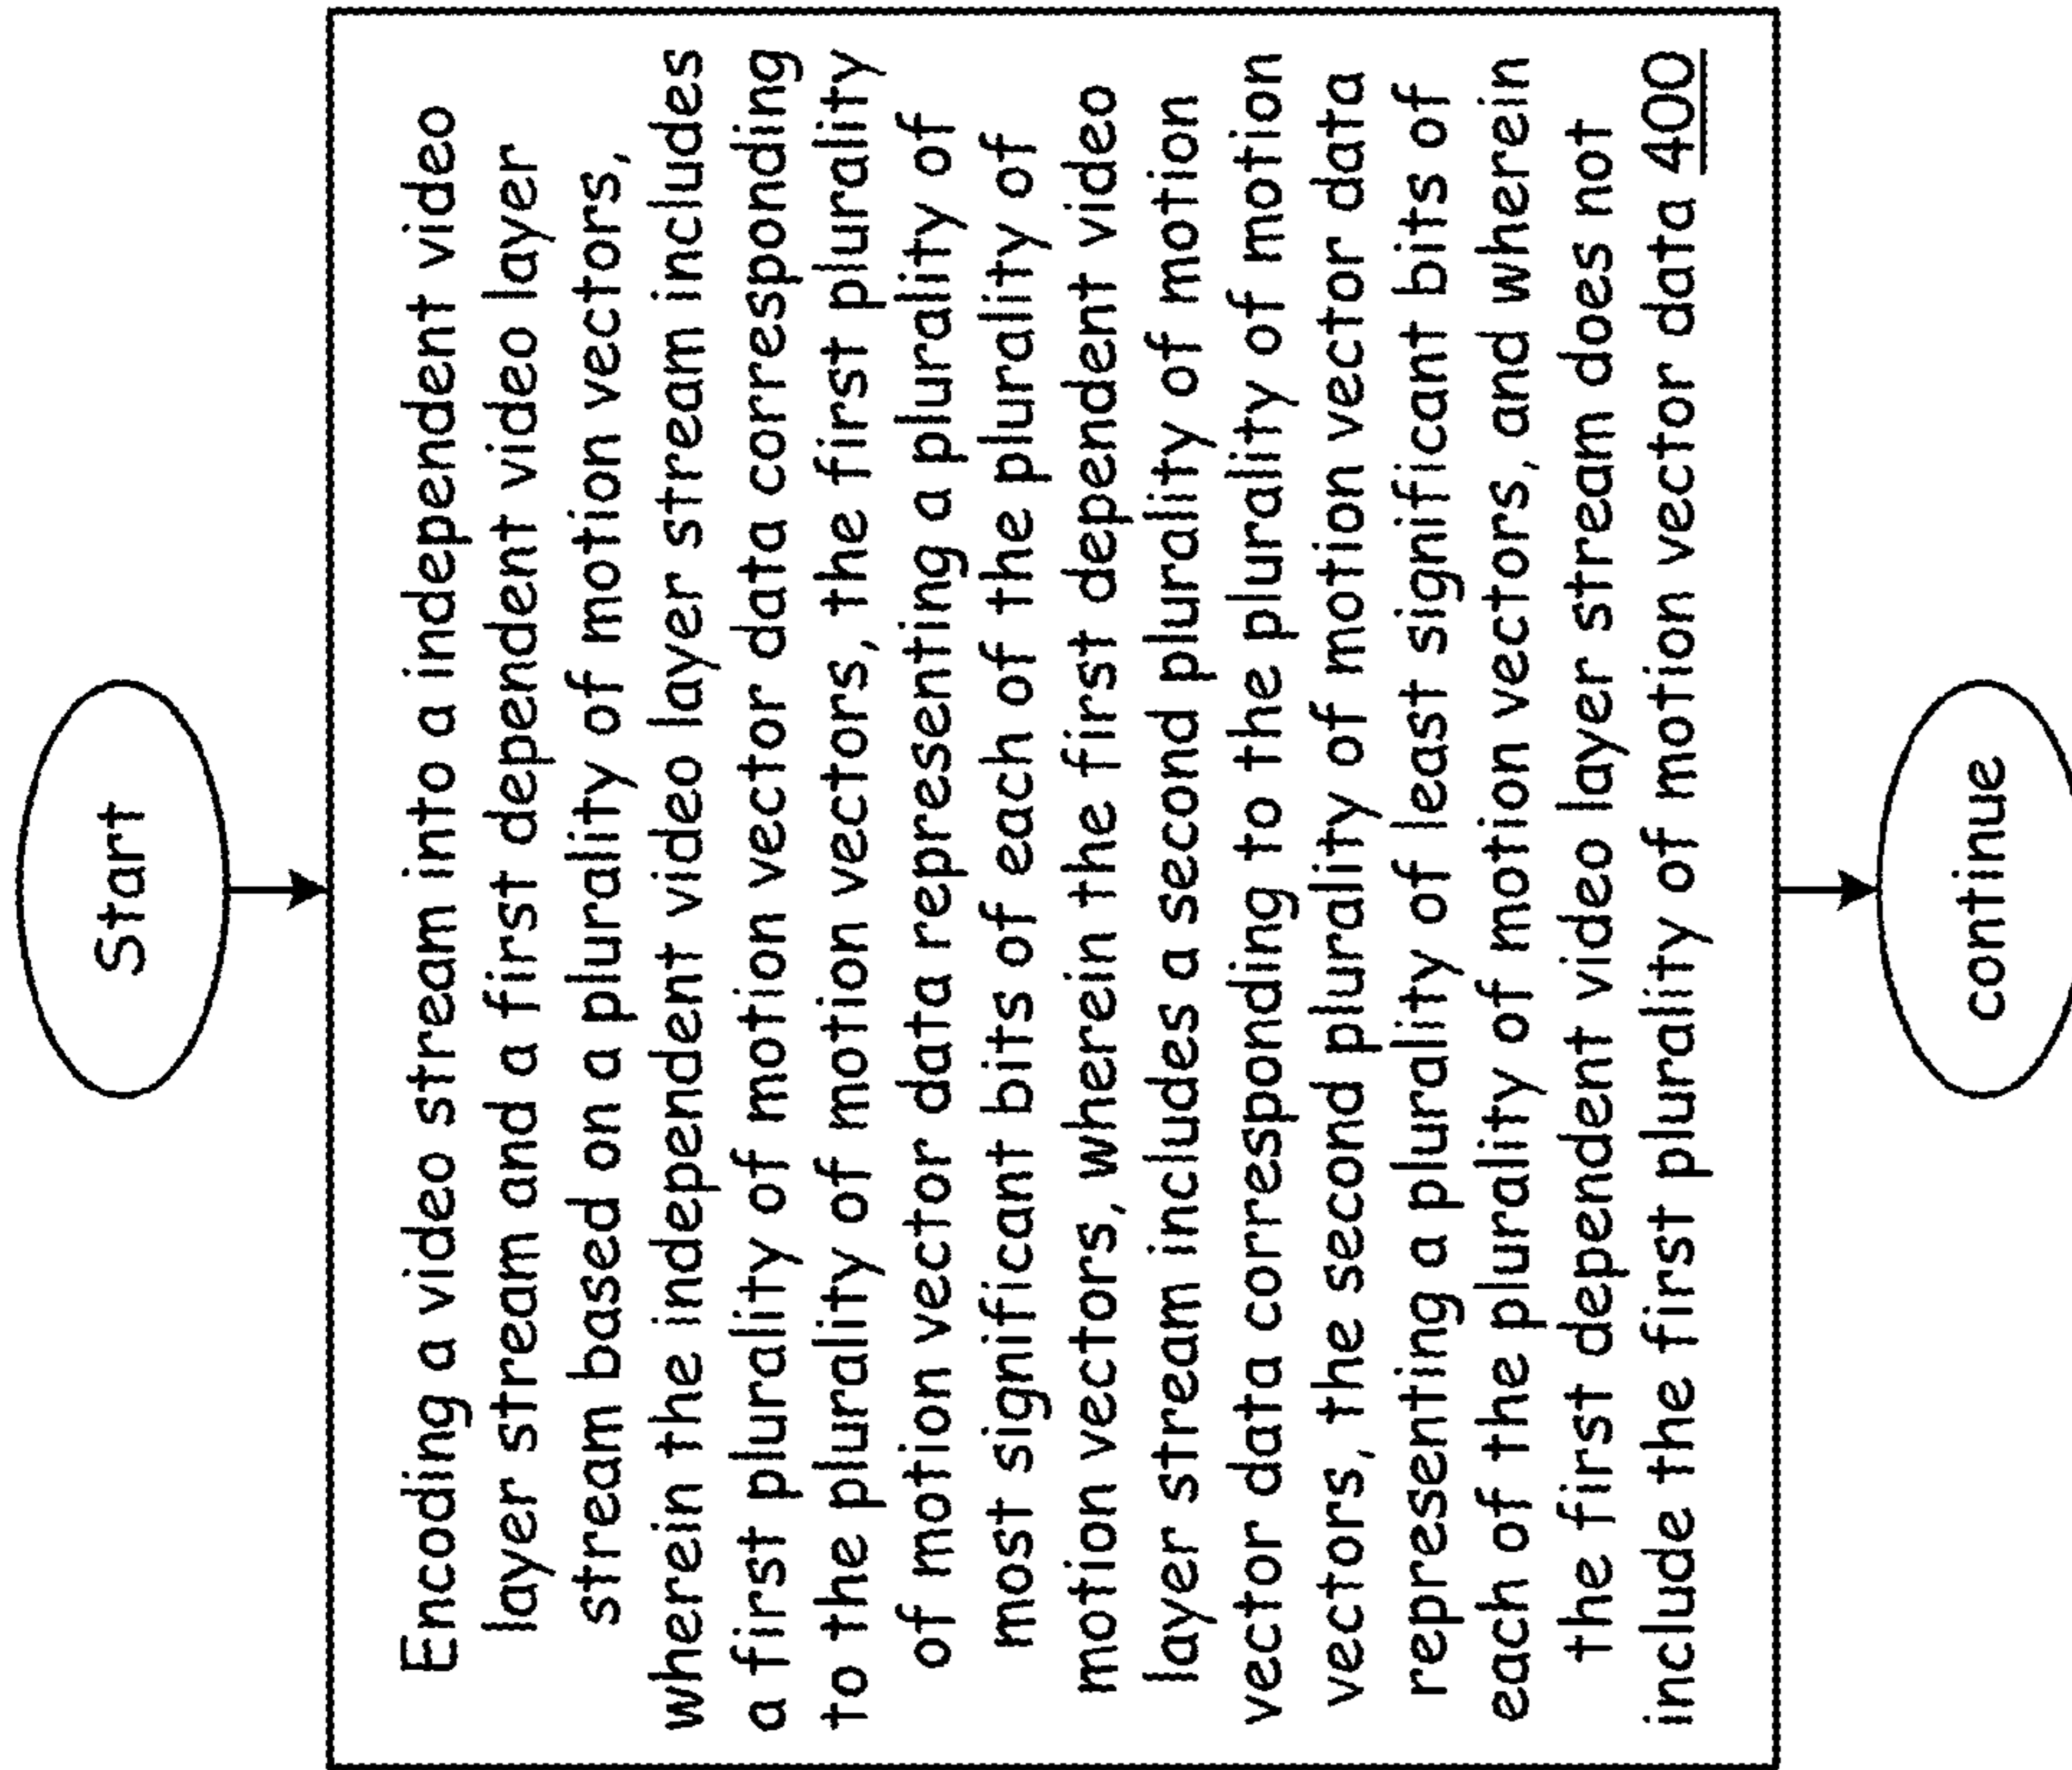 Start
Encoding a video stream into a independent video
layer stream and a first dependent video layer
stream based on a plurality of motion vectors,
wherein the independent video layer stream includes
a first plurality of motion vector data corresponding
to the plurality of motion vectors, the first plurality
of motion vector data representing a plurality of
most significant bits of each of the plurality of
motion vectors, wherein the first dependent video
layer stream includes a second plurality of motion
vector data corresponding to the plurality of motion
vectors, the second plurality of motion vector data
representing a plurality of least significant bits of
each of the plurality of motion vectors, and wherein
the first dependent video layer stream does not
include the first plurality of motion vector data 400
continue